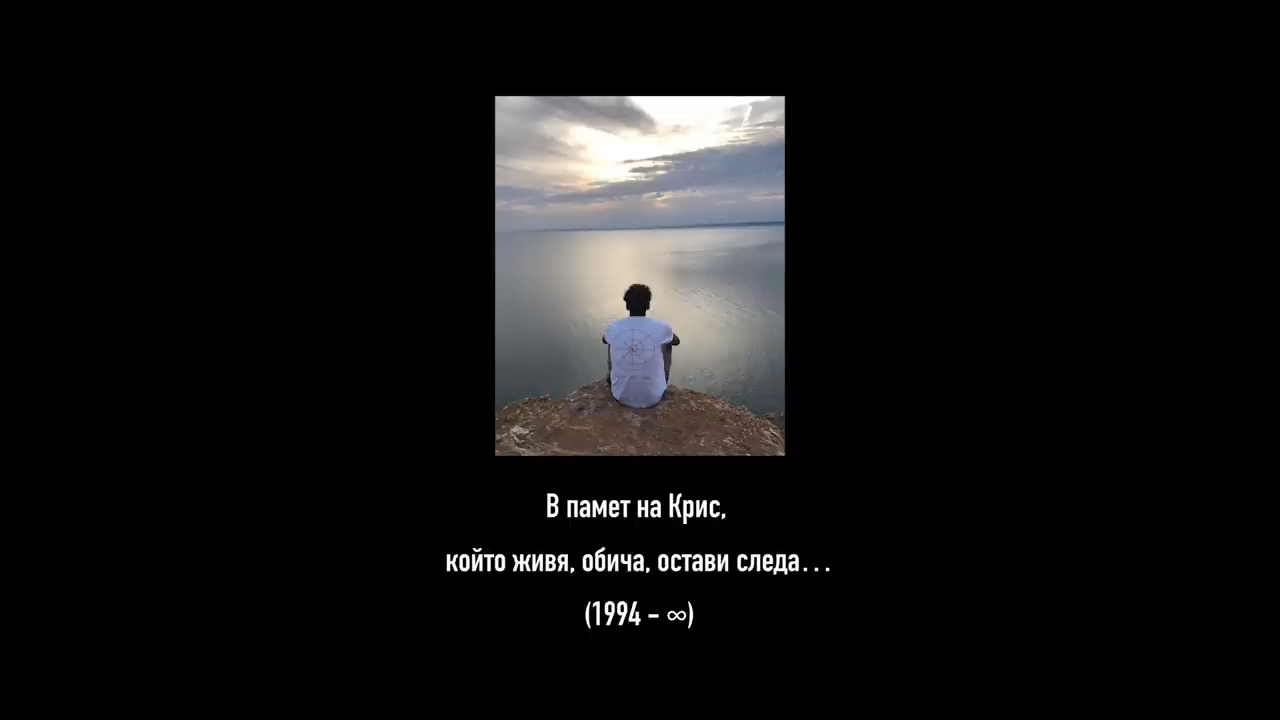 В памет на Крис,
който живя, обича, остави следа...
(1994 - ∞)